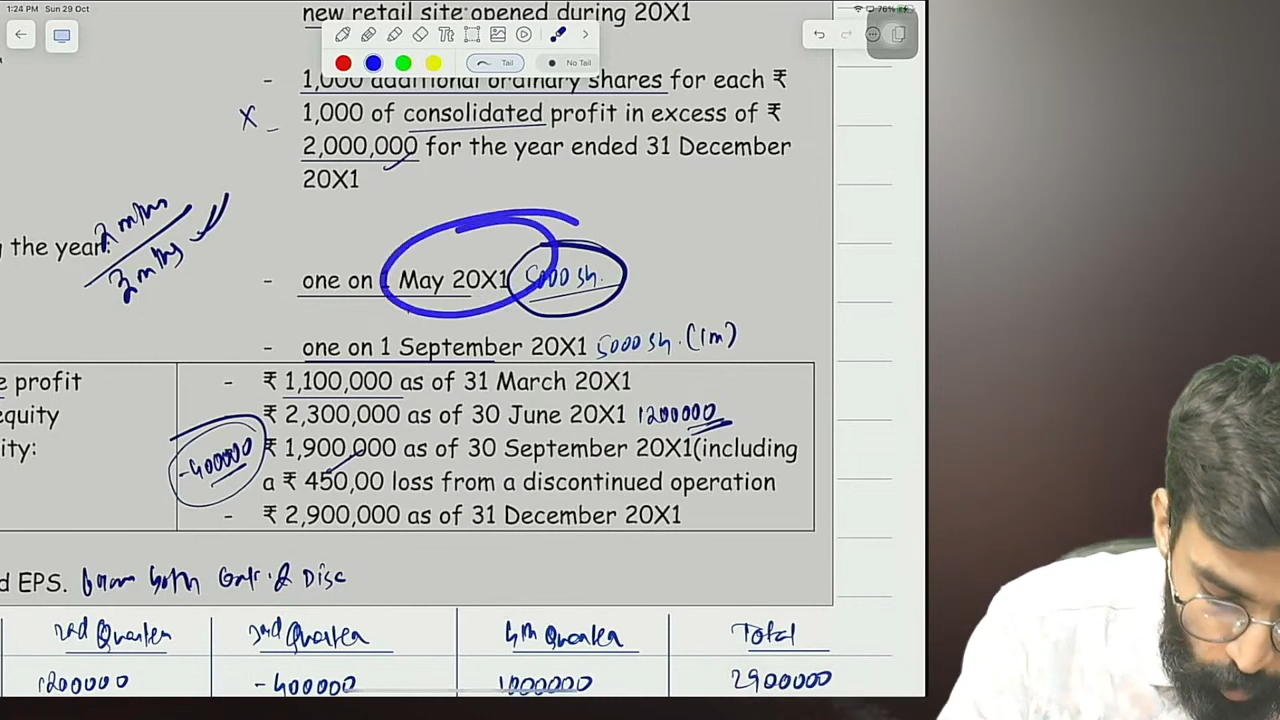 1:24 PM Sun 29 Oct
76%
new retail site opened during 20X1
Tail
No Tail
- 1,000 additional ordinary shares for each ₹
X - 1,000 of consolidated profit in excess of ₹
2,000,000 for the year ended 31 December
20X1
g the year:
2 mths
3 mths
- one on 1 May 20X1 5000 sh.
- one on 1 September 20X1 5000 sh. (1m)
e profit - ₹ 1,100,000 as of 31 March 20X1
equity ₹ 2,300,000 as of 30 June 20X1 1200000
ity: -400000 ₹ 1,900,000 as of 30 September 20X1(including
a ₹ 450,00 loss from a discontinued operation
- ₹ 2,900,000 as of 31 December 20X1
d EPS. both & Disc
2nd Quarter 3rd Quarter 4th Quarter Total
1200000 -400000 1000000 2900000